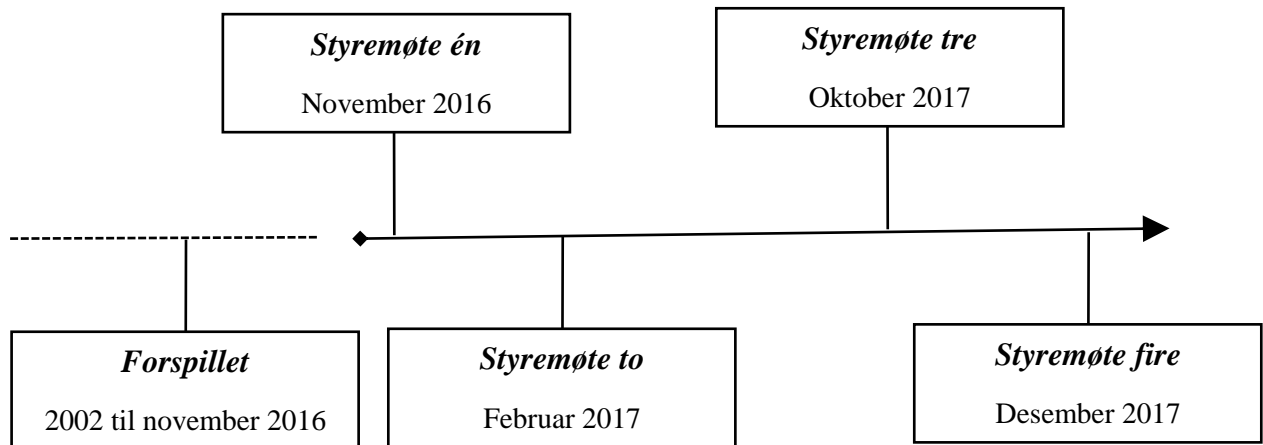 Styremøte én
November 2016
Styremøte tre
Oktober 2017
Forspillet
2002 til november 2016
Styremøte to
Februar 2017
Styremøte fire
Desember 2017